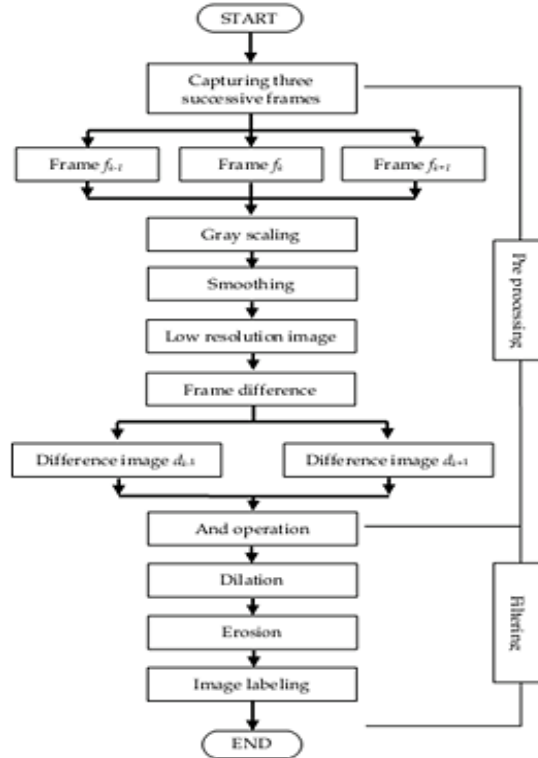 START
Capturing three
successive frames
Frame fk-1
Frame fk
Frame fk+1
Gray scaling
Smoothing
Low resolution image
Frame difference
Difference image dk-1
Difference image dk+1
And operation
Dilation
Erosion
Image labeling
END
Pre processing
Filtering